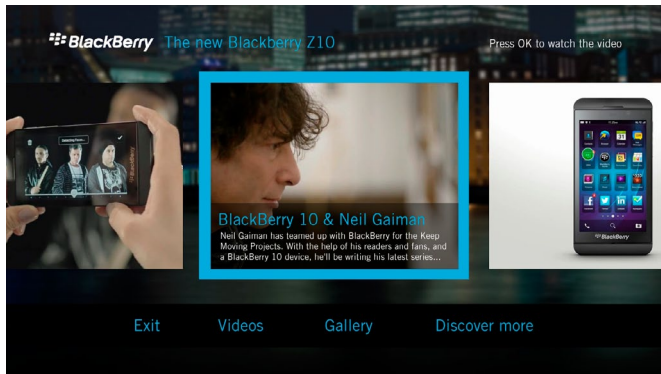 BlackBerry The new Blackberry Z10
Press OK to watch the video
BlackBerry 10 & Neil Gaiman
Neil Gaiman has teamed up with BlackBerry for the Keep
Moving Projects. With the help of his readers and fans, and
a BlackBerry 10 device, he'll be writing his latest series...
BlackBerry
Exit Videos Gallery Discover more